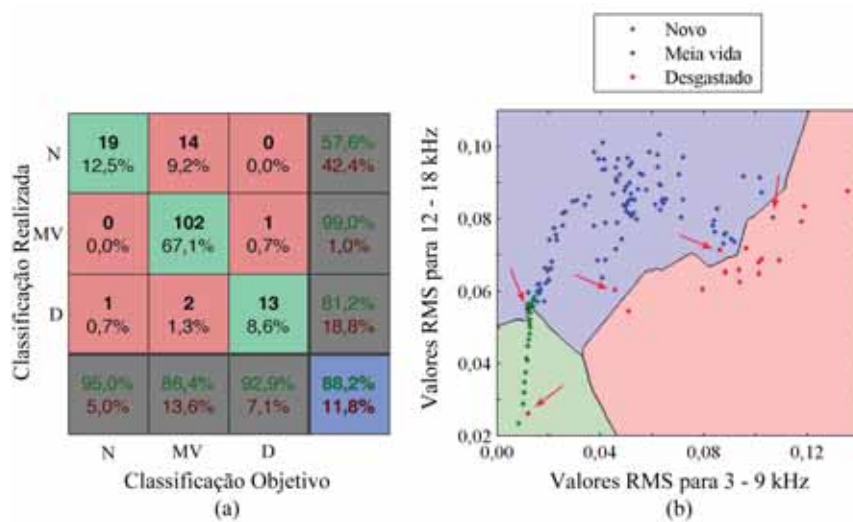 Novo
Meia vida
Desgastado
Classificação Realizada
N
19
12,5%
14
9,2%
0
0,0%
57,6%
42,4%
MV
0
0,0%
102
67,1%
1
0,7%
99,0%
1,0%
D
1
0,7%
2
1,3%
13
8,6%
81,2%
18,8%
95,0%
5,0%
86,4%
13,6%
92,9%
7,1%
88,2%
11,8%
N
MV
D
Classificação Objetivo
(a)
Valores RMS para 12 - 18 kHz
0,10
0,08
0,06
0,04
0,02
0,00
0,04
0,08
0,12
Valores RMS para 3 - 9 kHz
(b)